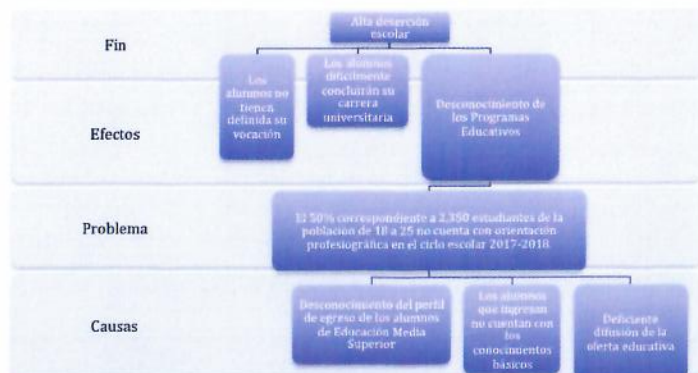 Fin
Alta deserción
escolar
Efectos
Los
alumnos no
tienen
definida su
vocación
Los alumnos
difícilmente
concluirán su
carrera
universitaria
Desconocimiento de
los Programas
Educativos
Problema
El 50% correspondiente a 2,350 estudiantes de la
población de 18 a 25 no cuenta con orientación
profesiográfica en el ciclo escolar 2017-2018
Causas
Desconocimiento del perfil
de egreso de los alumnos
de Educación Media
Superior
Los alumnos
que ingresan
no cuentan con
los
conocimientos
básicos
Deficiente
difusión de la
oferta educativa